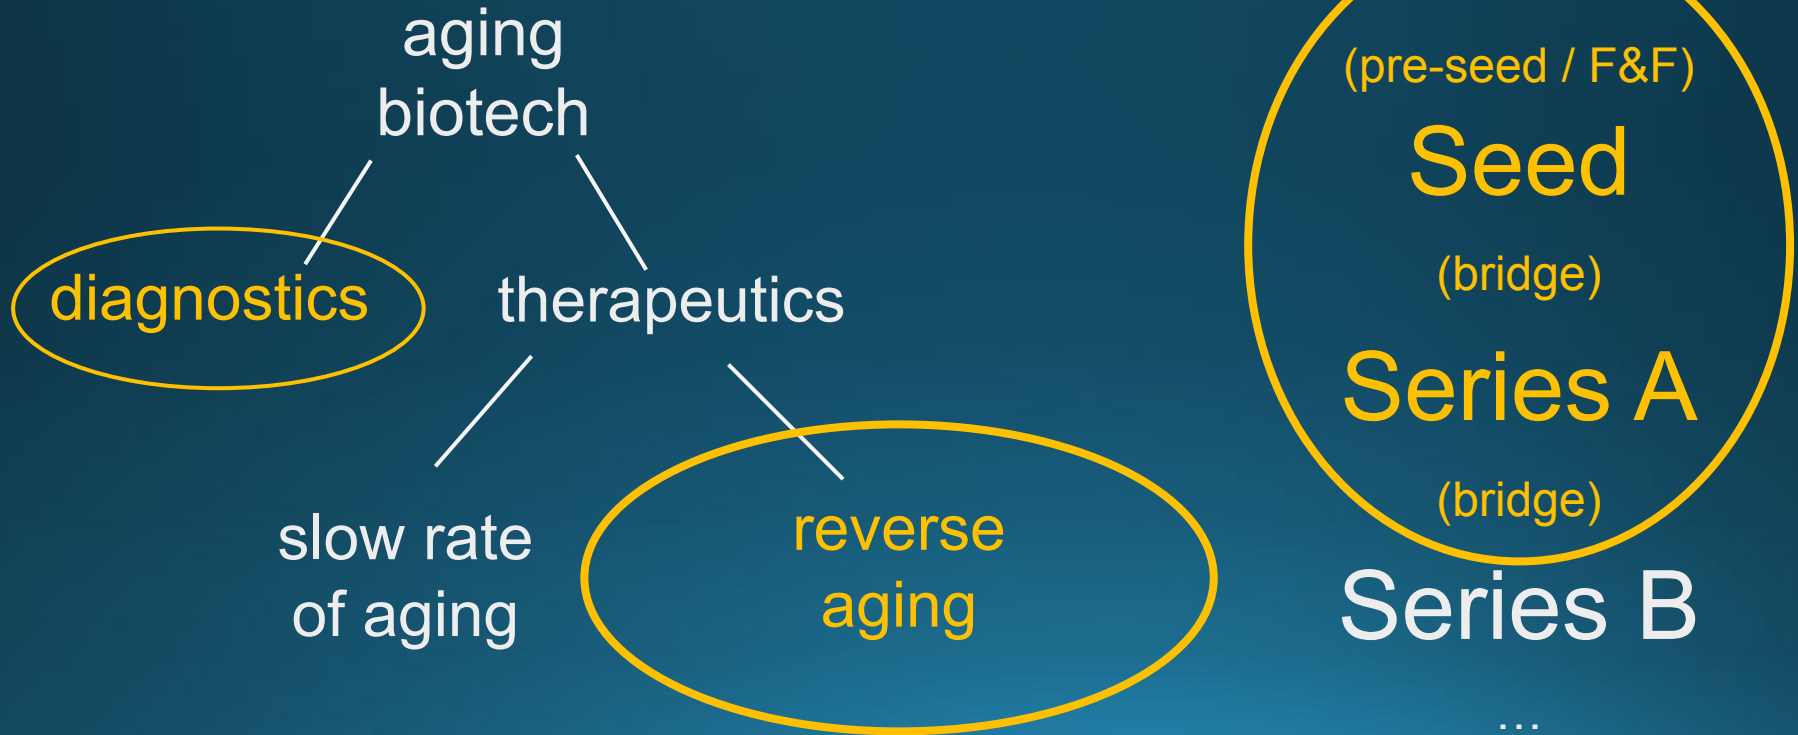 aging
biotech
diagnostics
therapeutics
slow rate
of aging
reverse
aging
(pre-seed / F&F)
Seed
(bridge)
Series A
(bridge)
Series B
…